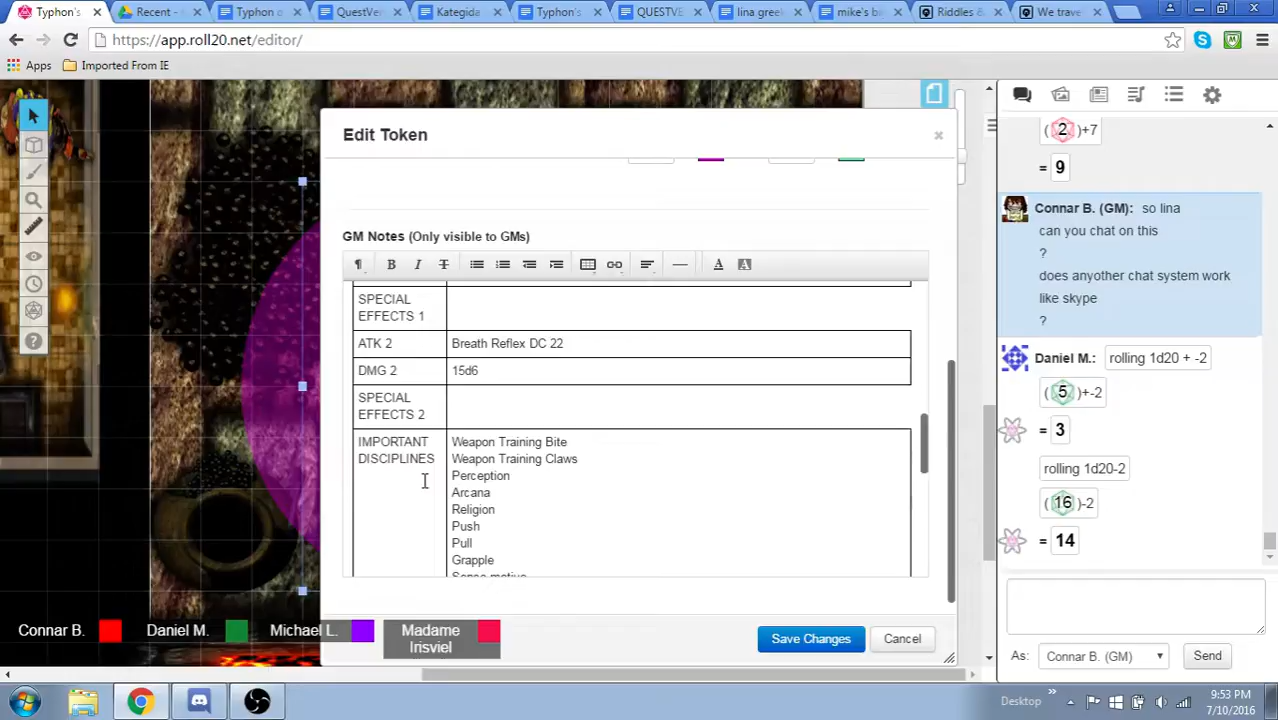 Typhon's
Recent -
Typhon o
QuestVer
Kategida
Typhon's
QUESTVE
lina greek
mike's b
Riddles &
We trave
https://app.roll20.net/editor/
Apps
Imported From IE
Edit Token
GM Notes (Only visible to GMs)
SPECIAL
EFFECTS 1
ATK 2
Breath Reflex DC 22
DMG 2
15d6
SPECIAL
EFFECTS 2
IMPORTANT
DISCIPLINES
Weapon Training Bite
Weapon Training Claws
Perception
Arcana
Religion
Push
Pull
Grapple
Sense motive
Save Changes
Cancel
Connar B.
Daniel M.
Michael L.
Madame
Irisviel
(2)+7
= 9
Connar B. (GM): so lina
can you chat on this
?
does anyother chat system work
like skype
?
Daniel M.: rolling 1d20 + -2
(5)+-2
= 3
rolling 1d20-2
(16)-2
= 14
As: Connar B. (GM)
Send
Desktop
9:53 PM
7/10/2016